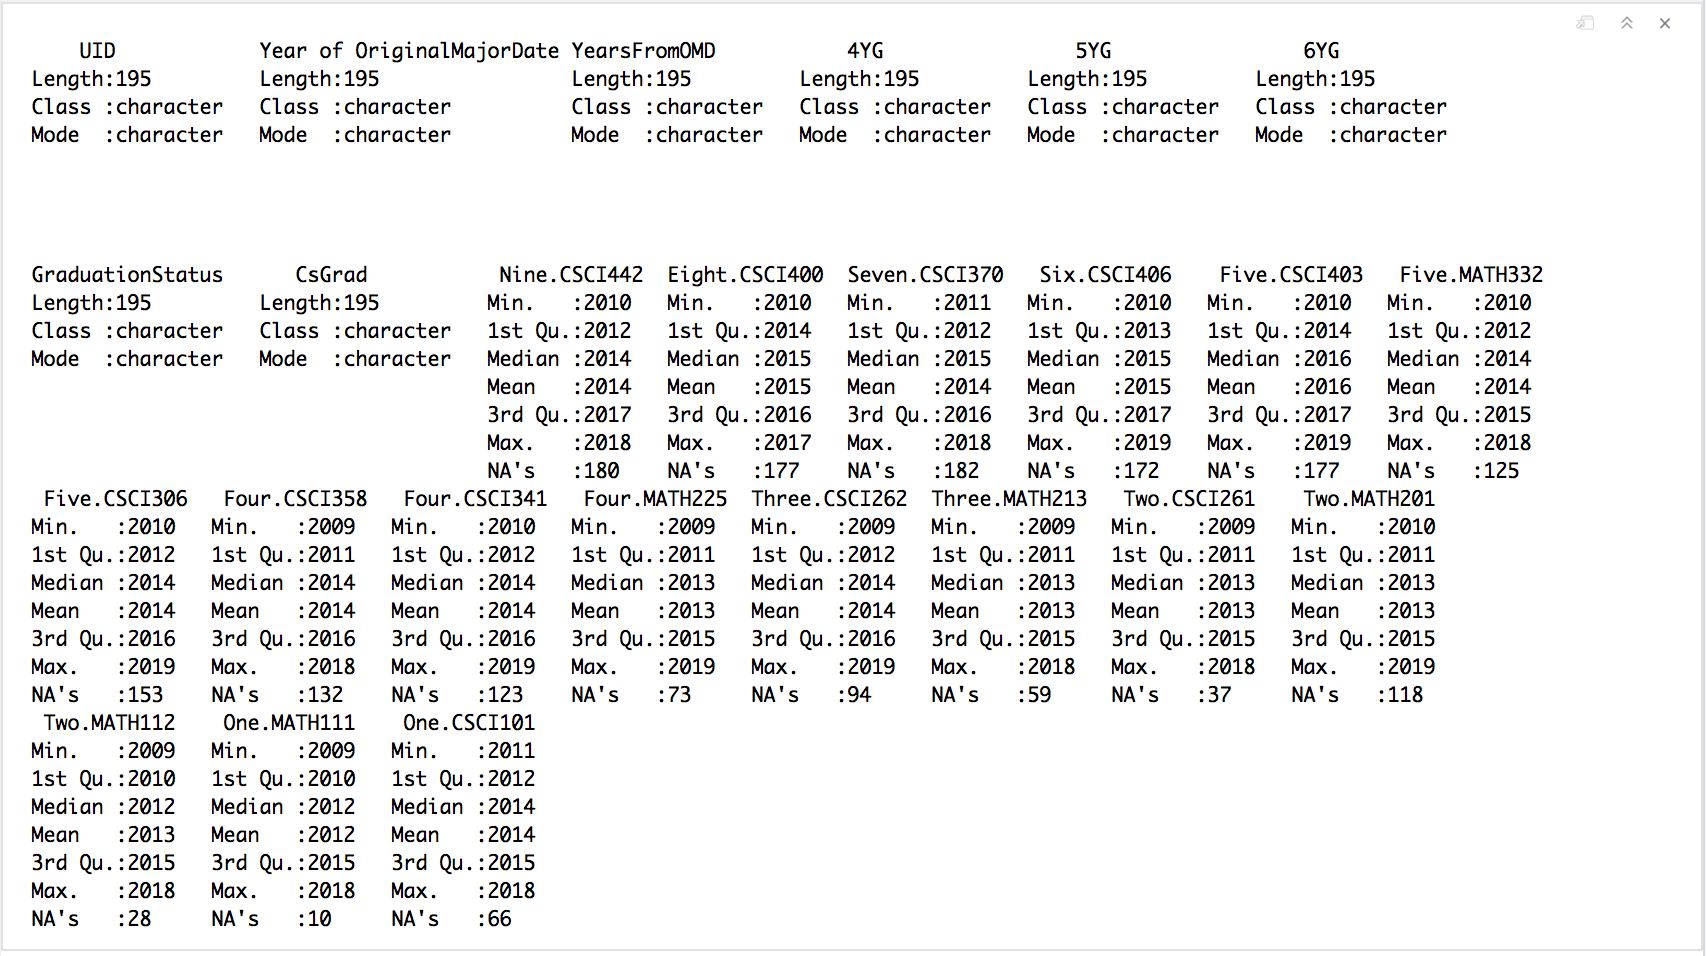 UID            Year of OriginalMajorDate YearsFromOMD           4YG                5YG                6YG
Length:195         Length:195                Length:195         Length:195         Length:195         Length:195
Class :character   Class :character          Class :character   Class :character   Class :character   Class :character
Mode  :character   Mode  :character          Mode  :character   Mode  :character   Mode  :character   Mode  :character
GraduationStatus      CsGrad           Nine.CSCI442  Eight.CSCI400  Seven.CSCI370   Six.CSCI406    Five.CSCI403   Five.MATH332
Length:195         Length:195         Min.   :2010   Min.   :2010   Min.   :2011   Min.   :2010   Min.   :2010   Min.   :2010
Class :character   Class :character   1st Qu.:2012   1st Qu.:2014   1st Qu.:2012   1st Qu.:2013   1st Qu.:2014   1st Qu.:2012
Mode  :character   Mode  :character   Median :2014   Median :2015   Median :2015   Median :2015   Median :2016   Median :2014
Mean   :2014   Mean   :2015   Mean   :2014   Mean   :2015   Mean   :2016   Mean   :2014
3rd Qu.:2017   3rd Qu.:2016   3rd Qu.:2016   3rd Qu.:2017   3rd Qu.:2017   3rd Qu.:2015
Max.   :2018   Max.   :2017   Max.   :2018   Max.   :2019   Max.   :2019   Max.   :2018
NA's   :180    NA's   :177    NA's   :182    NA's   :172    NA's   :177    NA's   :125
 Five.CSCI306   Four.CSCI358   Four.CSCI341   Four.MATH225  Three.CSCI262  Three.MATH213   Two.CSCI261    Two.MATH201
Min.   :2010   Min.   :2009   Min.   :2010   Min.   :2009   Min.   :2009   Min.   :2009   Min.   :2009   Min.   :2010
1st Qu.:2012   1st Qu.:2011   1st Qu.:2012   1st Qu.:2011   1st Qu.:2012   1st Qu.:2011   1st Qu.:2011   1st Qu.:2011
Median :2014   Median :2014   Median :2014   Median :2013   Median :2014   Median :2013   Median :2013   Median :2013
Mean   :2014   Mean   :2014   Mean   :2014   Mean   :2013   Mean   :2014   Mean   :2013   Mean   :2013   Mean   :2013
3rd Qu.:2016   3rd Qu.:2016   3rd Qu.:2016   3rd Qu.:2015   3rd Qu.:2016   3rd Qu.:2015   3rd Qu.:2015   3rd Qu.:2015
Max.   :2019   Max.   :2018   Max.   :2019   Max.   :2019   Max.   :2019   Max.   :2018   Max.   :2018   Max.   :2019
NA's   :153    NA's   :132    NA's   :123    NA's   :73     NA's   :94     NA's   :59     NA's   :37     NA's   :118
 Two.MATH112    One.MATH111    One.CSCI101
Min.   :2009   Min.   :2009   Min.   :2011
1st Qu.:2010   1st Qu.:2010   1st Qu.:2012
Median :2012   Median :2012   Median :2014
Mean   :2013   Mean   :2012   Mean   :2014
3rd Qu.:2015   3rd Qu.:2015   3rd Qu.:2015
Max.   :2018   Max.   :2018   Max.   :2018
NA's   :28     NA's   :10     NA's   :66